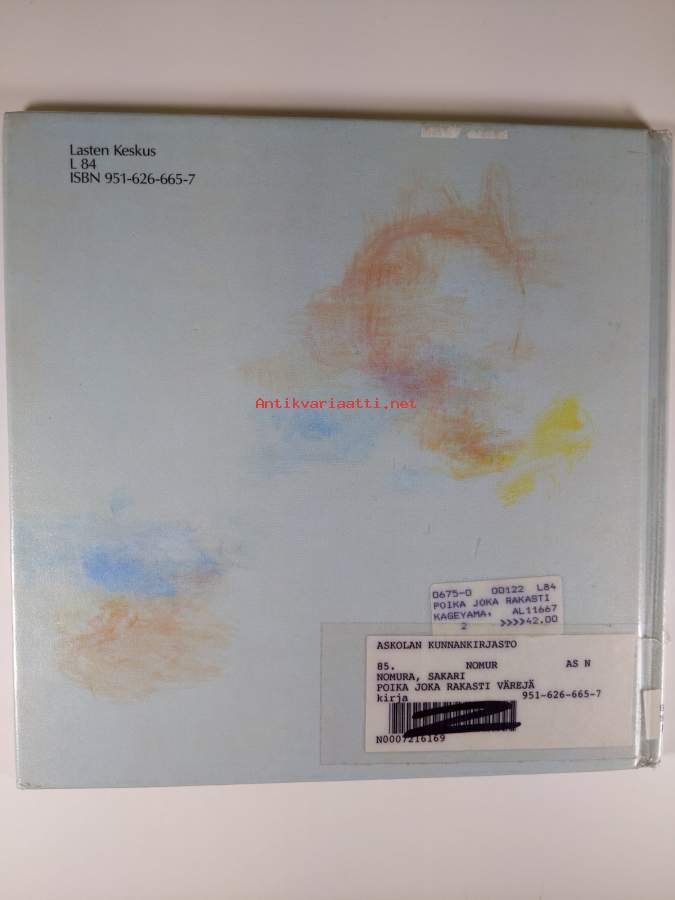 Lasten Keskus
L 84
ISBN 951-626-665-7
Antikvariaatti.net
0675-0 00122 L84
POIKA JOKA RAKASTI
KAGEYAMA, AL11667
2 >>>>42.00
ASKOLAN KUNNANKIRJASTO
85. NOMUR AS N
NOMURA, SAKARI
POIKA JOKA RAKASTI VÄREJÄ
kirja 951-626-665-7
N0007216169